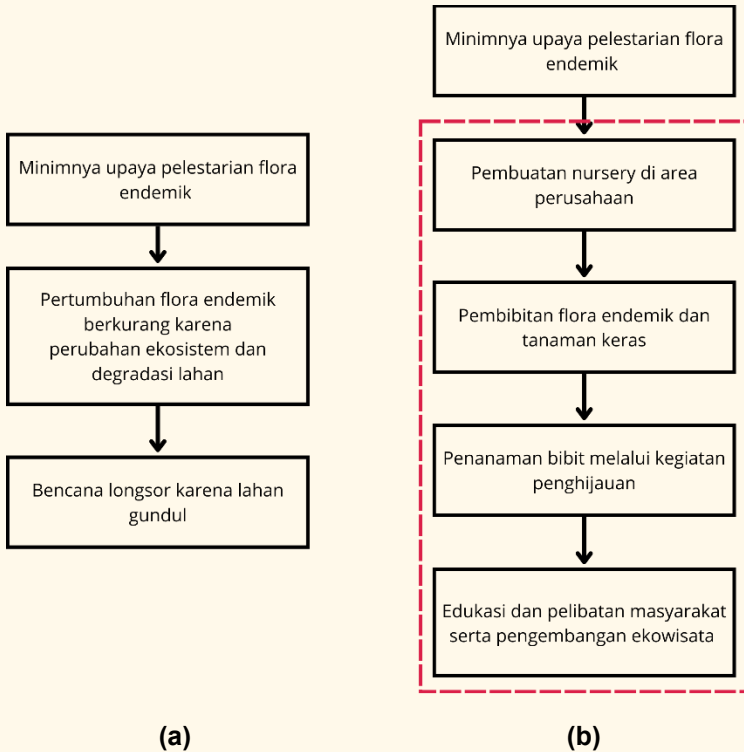 Minimnya upaya pelestarian flora
endemik
Pertumbuhan flora endemik
berkurang karena
perubahan ekosistem dan
degradasi lahan
Bencana longsor karena lahan
gundul
(a)
Minimnya upaya pelestarian flora
endemik
Pembuatan nursery di area
perusahaan
Pembibitan flora endemik dan
tanaman keras
Penanaman bibit melalui kegiatan
penghijauan
Edukasi dan pelibatan masyarakat
serta pengembangan ekowisata
(b)